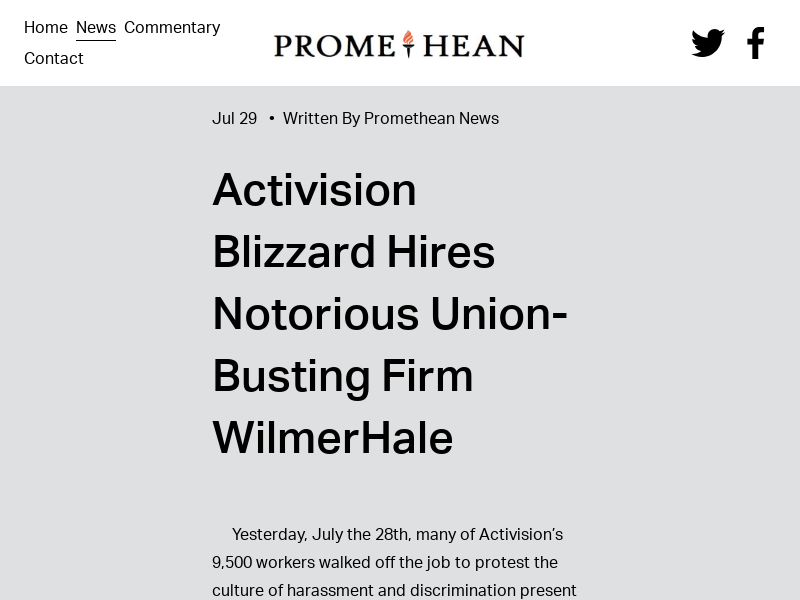 Home News Commentary
Contact
PROMETHEAN
Jul 29 • Written By Promethean News
Activision
Blizzard Hires
Notorious Union-
Busting Firm
WilmerHale
Yesterday, July the 28th, many of Activision’s
9,500 workers walked off the job to protest the
culture of harassment and discrimination present